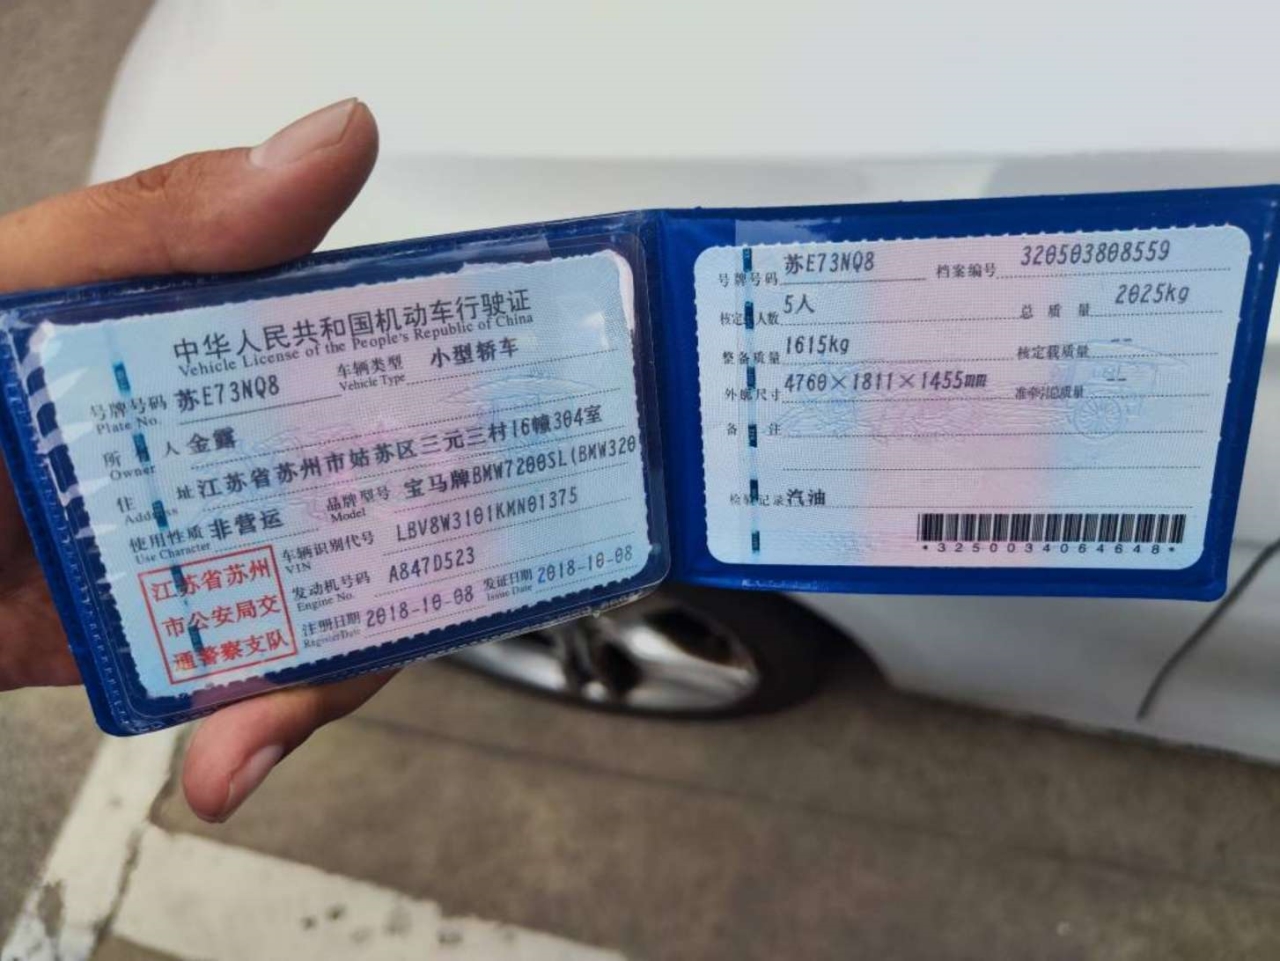 中华人民共和国机动车行驶证
Vehicle License of the People's Republic of China
号牌号码 苏E73NQ8 车辆类型 小型轿车
Plate No. Vehicle Type
所 人 金露
Owner
住 址 江苏省苏州市姑苏区三元三村16幢304室
Address
使用性质 非营运 品牌型号 宝马牌BMW7200SL(BMW320
Use Character Model
江苏省苏州
市公安局交
通警察支队
车辆识别代号 LBV8W3101KMN01375
VIN
发动机号码 A847D523
Engine No.
注册日期 2018-10-08 发证日期 2018-10-08
Register Date Issue Date
号牌号码 苏E73NQ8 档案编号 320503808559
核定 人数 5人 总 质 量 2025kg
整备质量 1615kg 核定载质量 --
外廓尺寸 4760×1811×1455mm 准牵引总质量 --
备 注
检验记录 汽油
*3250034064648*